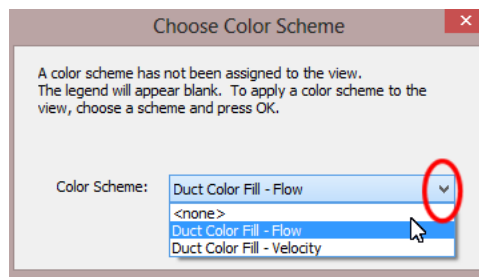 Choose Color Scheme
A color scheme has not been assigned to the view.
The legend will appear blank. To apply a color scheme to the
view, choose a scheme and press OK.
Color Scheme: Duct Color Fill - Flow
<none>
Duct Color Fill - Flow
Duct Color Fill - Velocity